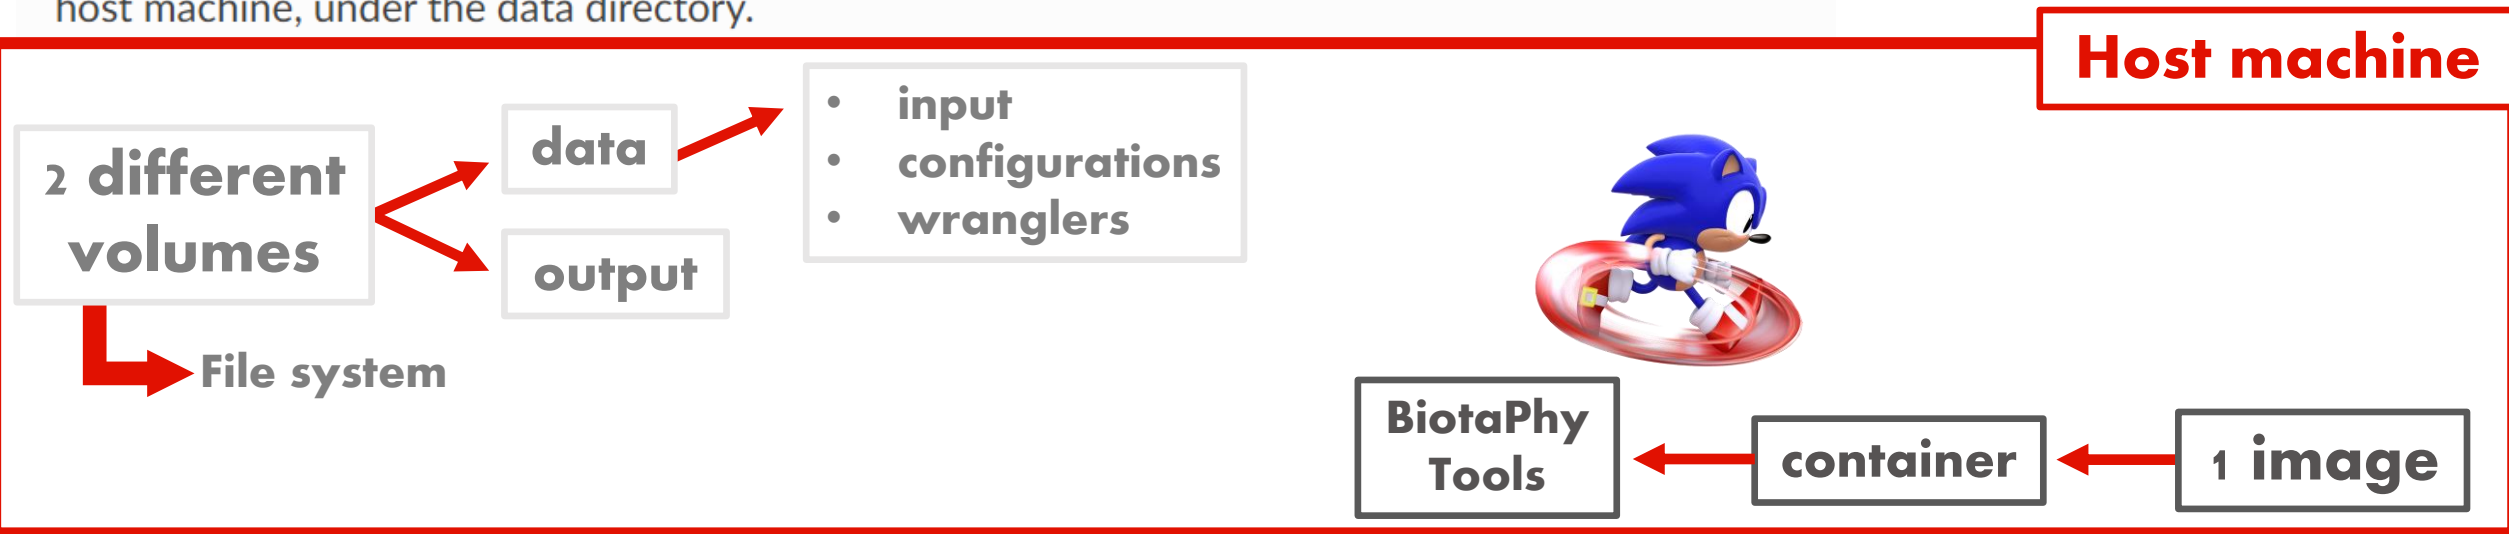 host machine, under the data directory.
Host machine
2 different
volumes
data
output
• input
• configurations
• wranglers
File system
BiotaPhy
Tools
container
1 image